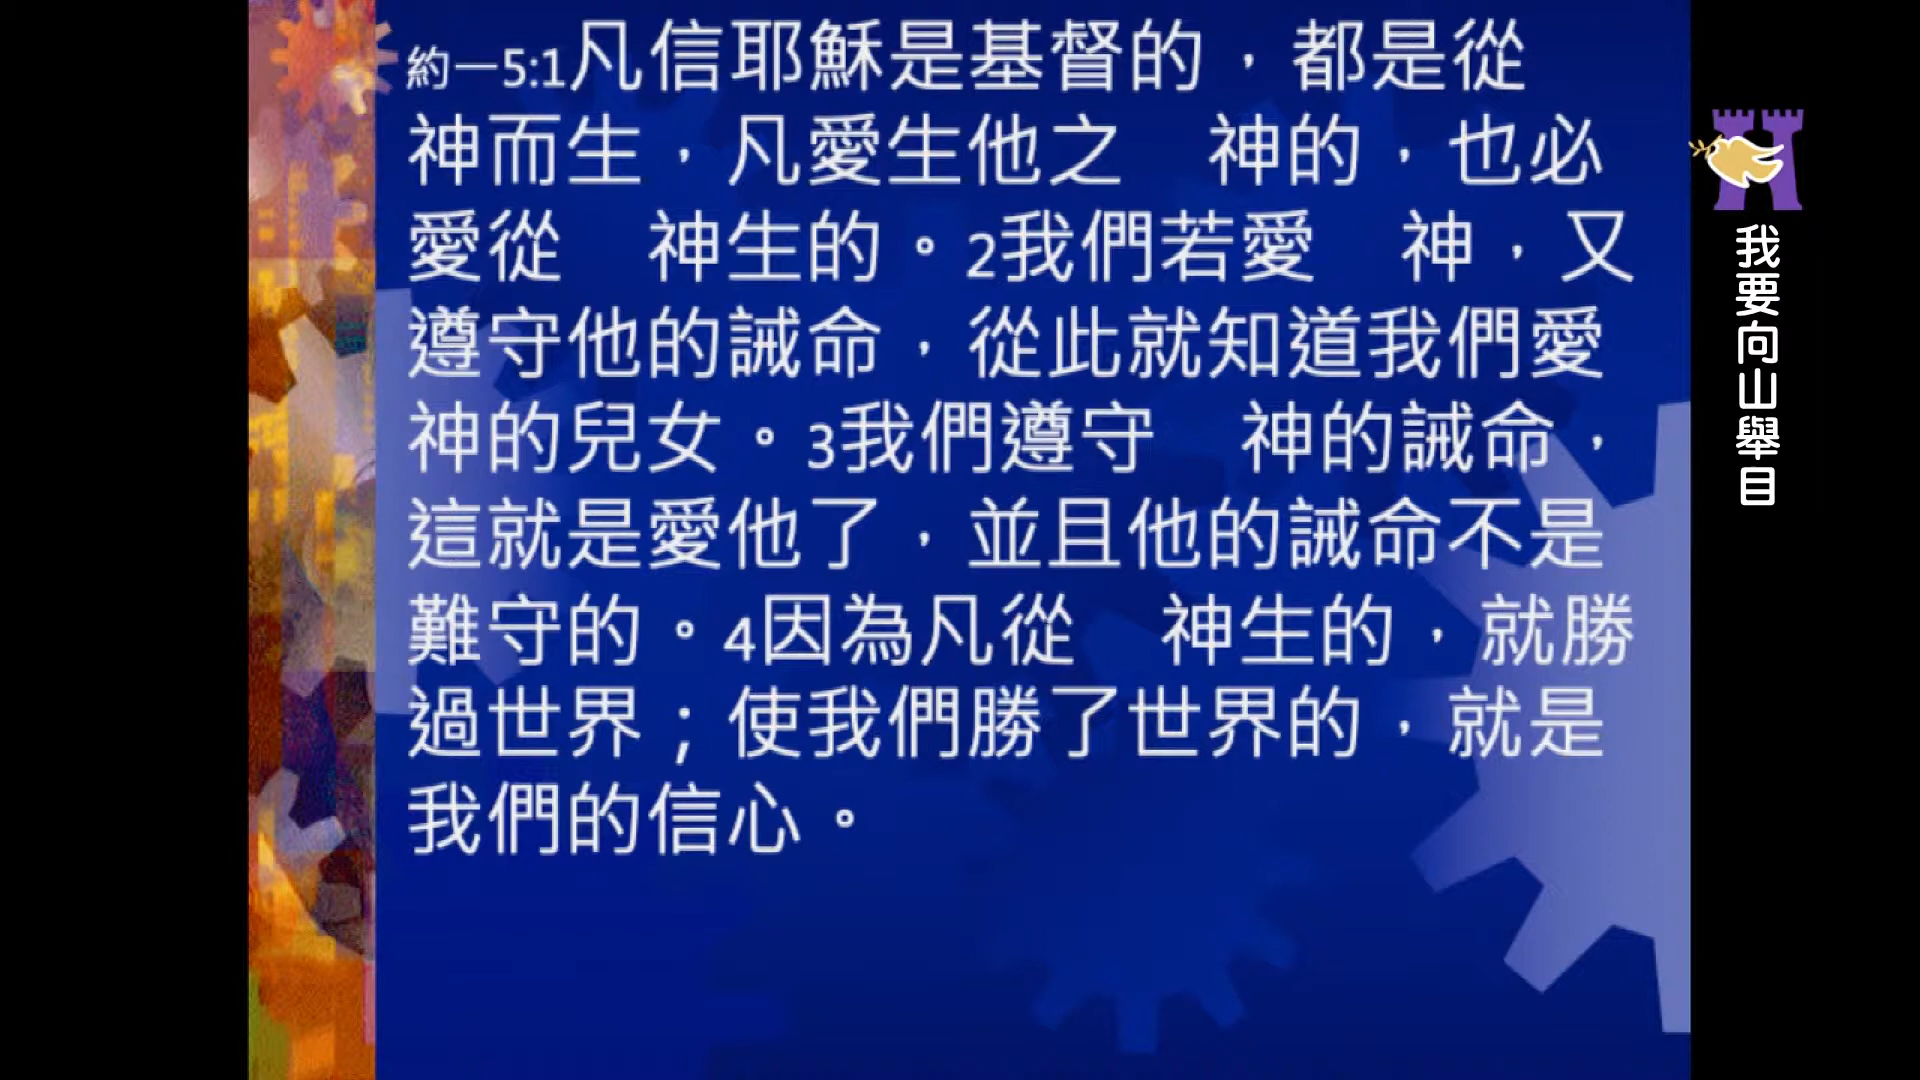 約一5:1凡信耶穌是基督的，都是從
神而生，凡愛生他之　神的，也必
愛從　神生的。2我們若愛　神，又
遵守他的誡命，從此就知道我們愛
神的兒女。3我們遵守　神的誡命，
這就是愛他了，並且他的誡命不是
難守的。4因為凡從　神生的，就勝
過世界；使我們勝了世界的，就是
我們的信心。
我要向山舉目